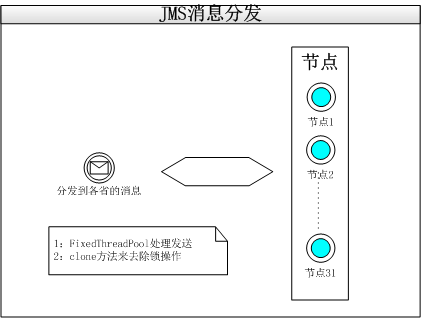 JMS消息分发
节点
节点1
节点2
分发到各省的消息
1：FixedThreadPool处理发送
2：clone方法来去除锁操作
节点31